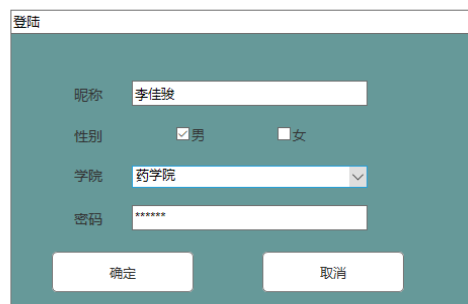 登陆
昵称 李佳骏
性别 男 女
学院 药学院
密码 ******
确定 取消